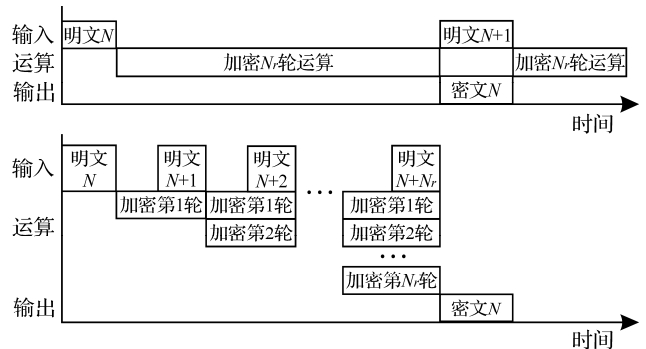 输入 明文N 明文N+1
运算 加密Nr轮运算 加密Nr轮运算
输出 密文N
时间
输入 明文 N 明文 N+1 明文 N+2 … 明文 N+Nr
运算 加密第1轮 加密第1轮 加密第1轮
加密第2轮 加密第2轮
…
加密第Nr轮
输出 密文N
时间